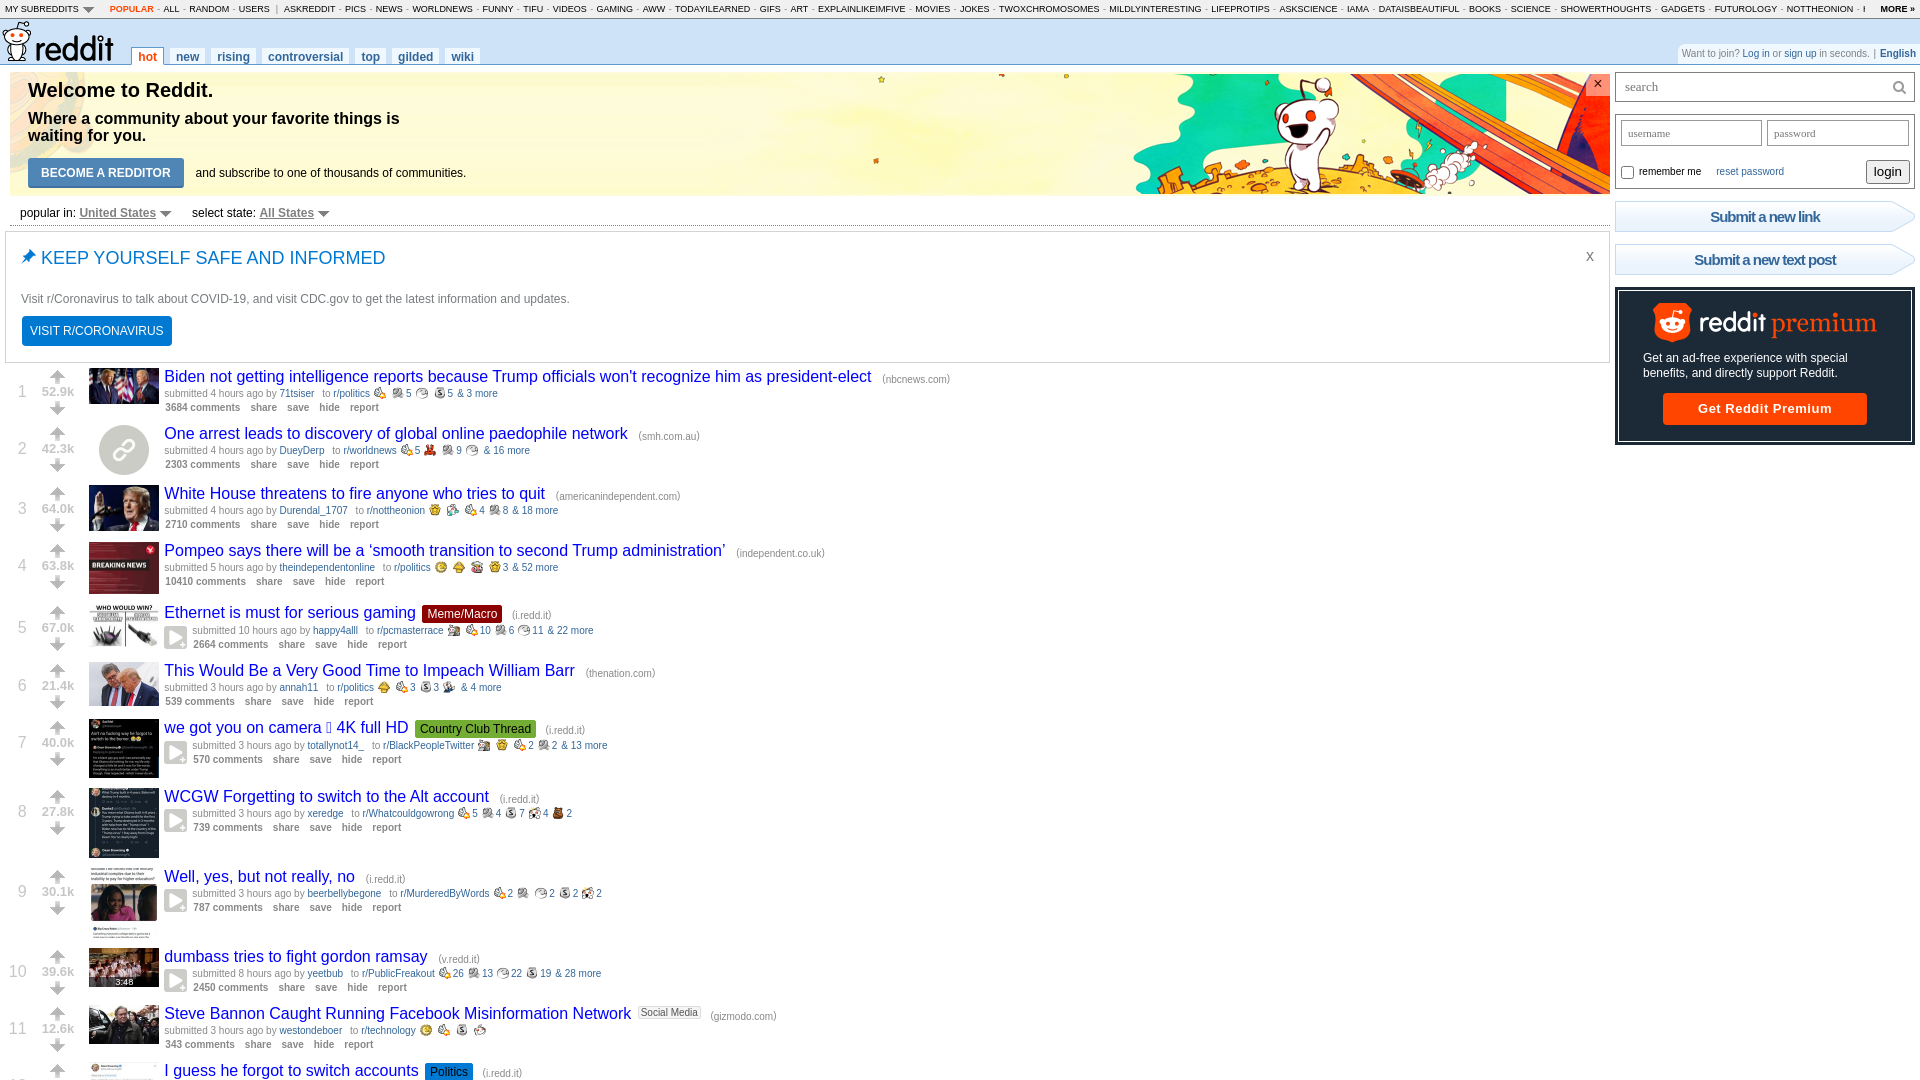 MY SUBREDDITS POPULAR - ALL - RANDOM - USERS | ASKREDDIT - PICS - NEWS - WORLDNEWS - FUNNY - TIFU - VIDEOS - GAMING - AWW - TODAYILEARNED - GIFS - ART - EXPLAINLIKEIMFIVE - MOVIES - JOKES - TWOXCHROMOSOMES - MILDLYINTERESTING - LIFEPROTIPS - ASKSCIENCE - IAMA - DATAISBEAUTIFUL - BOOKS - SCIENCE - SHOWERTHOUGHTS - GADGETS - FUTUROLOGY - NOTTHEONION - MORE »
reddit hot new rising controversial top gilded wiki
Want to join? Log in or sign up in seconds. | English
Welcome to Reddit.
Where a community about your favorite things is
waiting for you.
BECOME A REDDITOR and subscribe to one of thousands of communities.
×
search
username password
remember me reset password login
Submit a new link
Submit a new text post
reddit premium
Get an ad-free experience with special
benefits, and directly support Reddit.
Get Reddit Premium
popular in: United States select state: All States
KEEP YOURSELF SAFE AND INFORMED x
Visit r/Coronavirus to talk about COVID-19, and visit CDC.gov to get the latest information and updates.
VISIT R/CORONAVIRUS
1 52.9k Biden not getting intelligence reports because Trump officials won't recognize him as president-elect (nbcnews.com)
submitted 4 hours ago by 71tsiser to r/politics 5 5 & 3 more
3684 comments share save hide report
2 42.3k One arrest leads to discovery of global online paedophile network (smh.com.au)
submitted 4 hours ago by DueyDerp to r/worldnews 5 9 & 16 more
2303 comments share save hide report
3 64.0k White House threatens to fire anyone who tries to quit (americanindependent.com)
submitted 4 hours ago by Durendal_1707 to r/nottheonion 4 8 & 18 more
2710 comments share save hide report
4 63.8k BREAKING NEWS Pompeo says there will be a ‘smooth transition to second Trump administration’ (independent.co.uk)
submitted 5 hours ago by theindependentonline to r/politics 3 & 52 more
10410 comments share save hide report
5 67.0k WHO WOULD WIN? Ethernet is must for serious gaming Meme/Macro (i.redd.it)
submitted 10 hours ago by happy4alll to r/pcmasterrace 10 6 11 & 22 more
2664 comments share save hide report
6 21.4k This Would Be a Very Good Time to Impeach William Barr (thenation.com)
submitted 3 hours ago by annah11 to r/politics 3 3 & 4 more
539 comments share save hide report
7 40.0k we got you on camera 4K full HD Country Club Thread (i.redd.it)
submitted 3 hours ago by totallynot14_ to r/BlackPeopleTwitter 2 2 & 13 more
570 comments share save hide report
8 27.8k WCGW Forgetting to switch to the Alt account (i.redd.it)
submitted 3 hours ago by xeredge to r/Whatcouldgowrong 5 4 7 4 2
739 comments share save hide report
9 30.1k Well, yes, but not really, no (i.redd.it)
submitted 3 hours ago by beerbellybegone to r/MurderedByWords 2 2 2 2
787 comments share save hide report
10 39.6k 3:48 dumbass tries to fight gordon ramsay (v.redd.it)
submitted 8 hours ago by yeetbub to r/PublicFreakout 26 13 22 19 & 28 more
2450 comments share save hide report
11 12.6k Steve Bannon Caught Running Facebook Misinformation Network Social Media (gizmodo.com)
submitted 3 hours ago by westondeboer to r/technology
343 comments share save hide report
I guess he forgot to switch accounts Politics (i.redd.it)